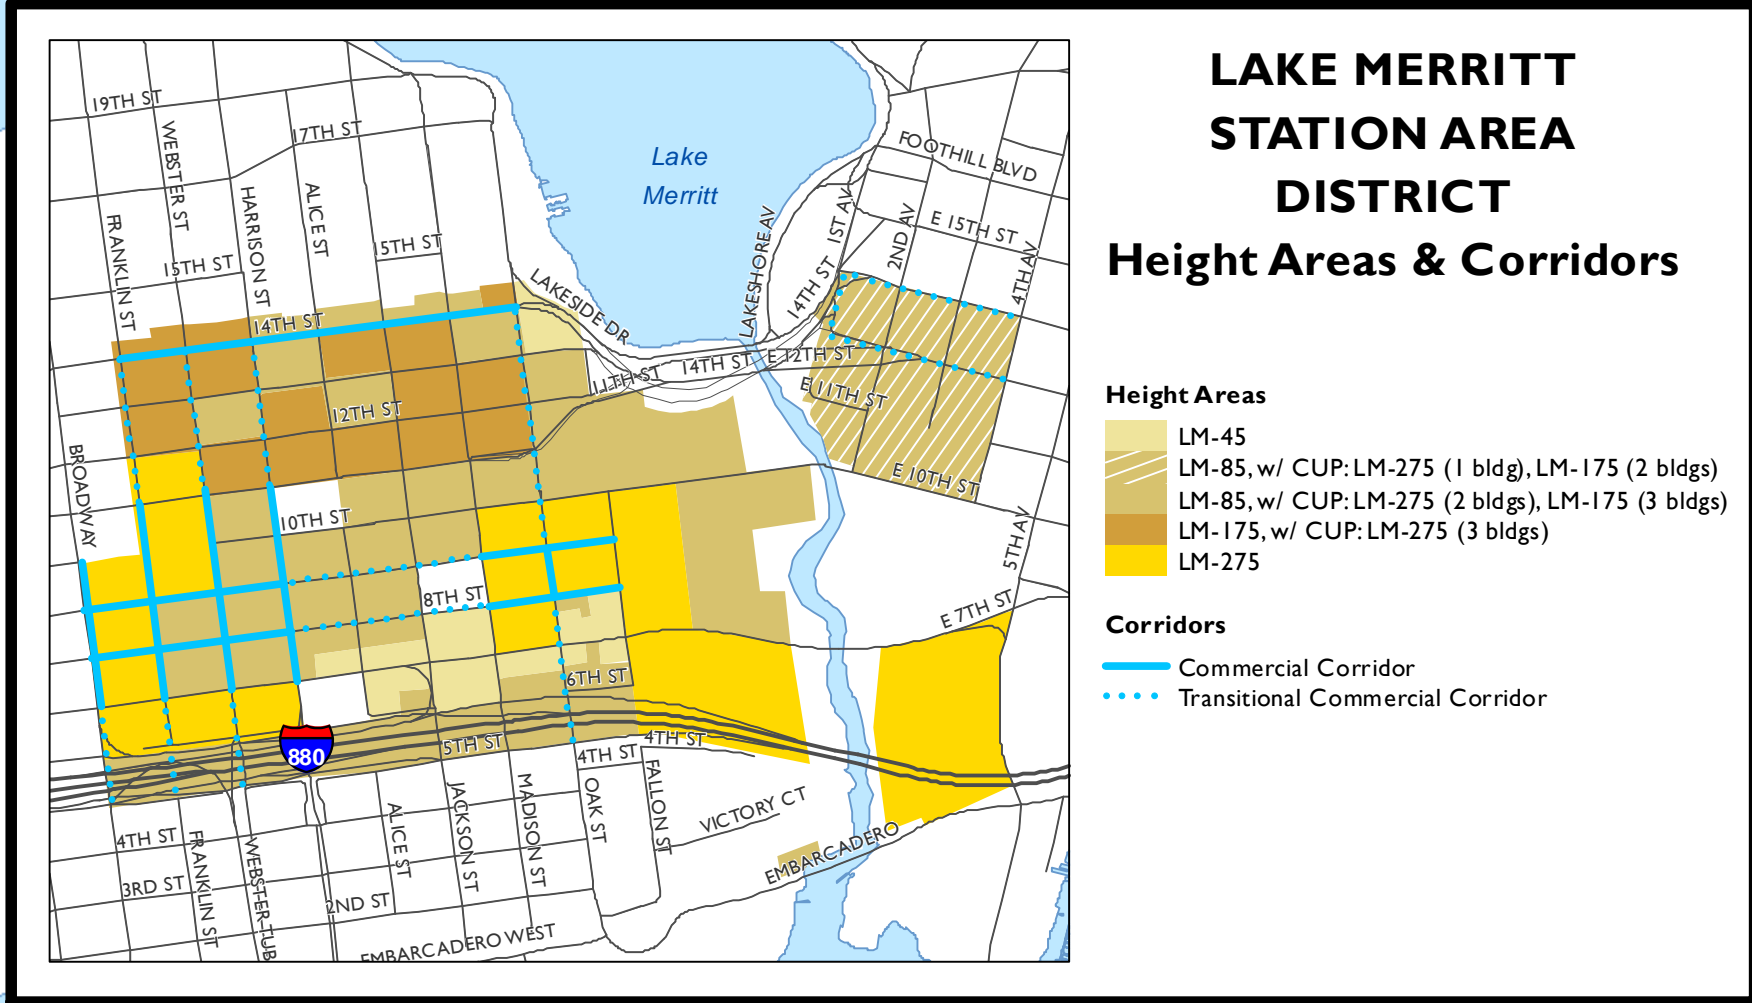 LAKE MERRITT
STATION AREA
DISTRICT
Height Areas & Corridors
Height Areas
LM-45
LM-85, w/ CUP: LM-275 (1 bldg), LM-175 (2 bldgs)
LM-85, w/ CUP: LM-275 (2 bldgs), LM-175 (3 bldgs)
LM-175, w/ CUP: LM-275 (3 bldgs)
LM-275
Corridors
Commercial Corridor
Transitional Commercial Corridor
Lake
Merritt
19TH ST
WEBSTER ST
17TH ST
HARRISON ST
ALICE ST
FRANKLIN ST
15TH ST
15TH ST
14TH ST
LAKESIDE DR
LAKESHORE AV
1ST AV
14TH ST
2ND AV
FOOTHILL BLVD
E 15TH ST
4TH AV
14TH ST
E 12TH ST
11TH ST
E 11TH ST
12TH ST
BROADWAY
E 10TH ST
10TH ST
5TH AV
8TH ST
E 7TH ST
6TH ST
880
5TH ST
4TH ST
4TH ST
4TH ST
FRANKLIN ST
WEBSTER TUB
ALICE ST
JACKSON ST
MADISON ST
OAK ST
FALLON ST
VICTORY CT
EMBARCADERO
3RD ST
2ND ST
EMBARCADERO WEST